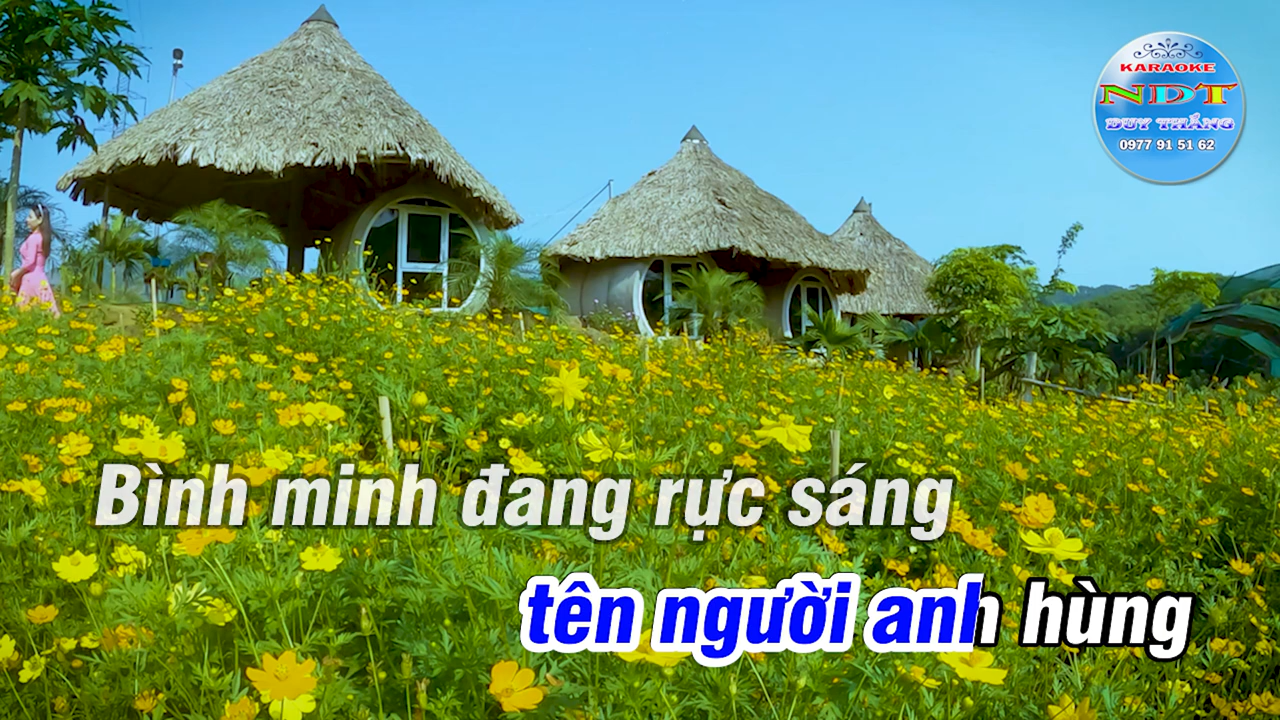 KARAOKE
NDT
DUY THẮNG
0977 91 51 62
Bình minh đang rực sáng
tên người anh hùng